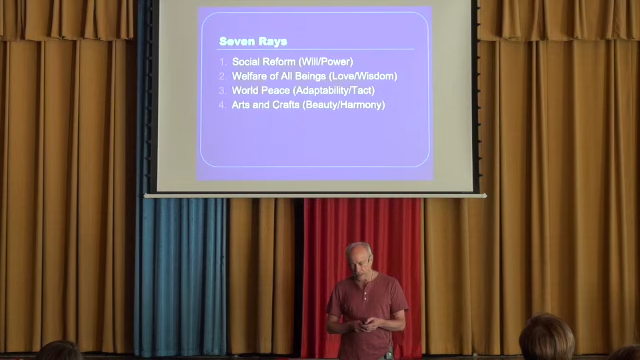 Seven Rays
1. Social Reform (Will/Power)
2. Welfare of All Beings (Love/Wisdom)
3. World Peace (Adaptability/Tact)
4. Arts and Crafts (Beauty/Harmony)